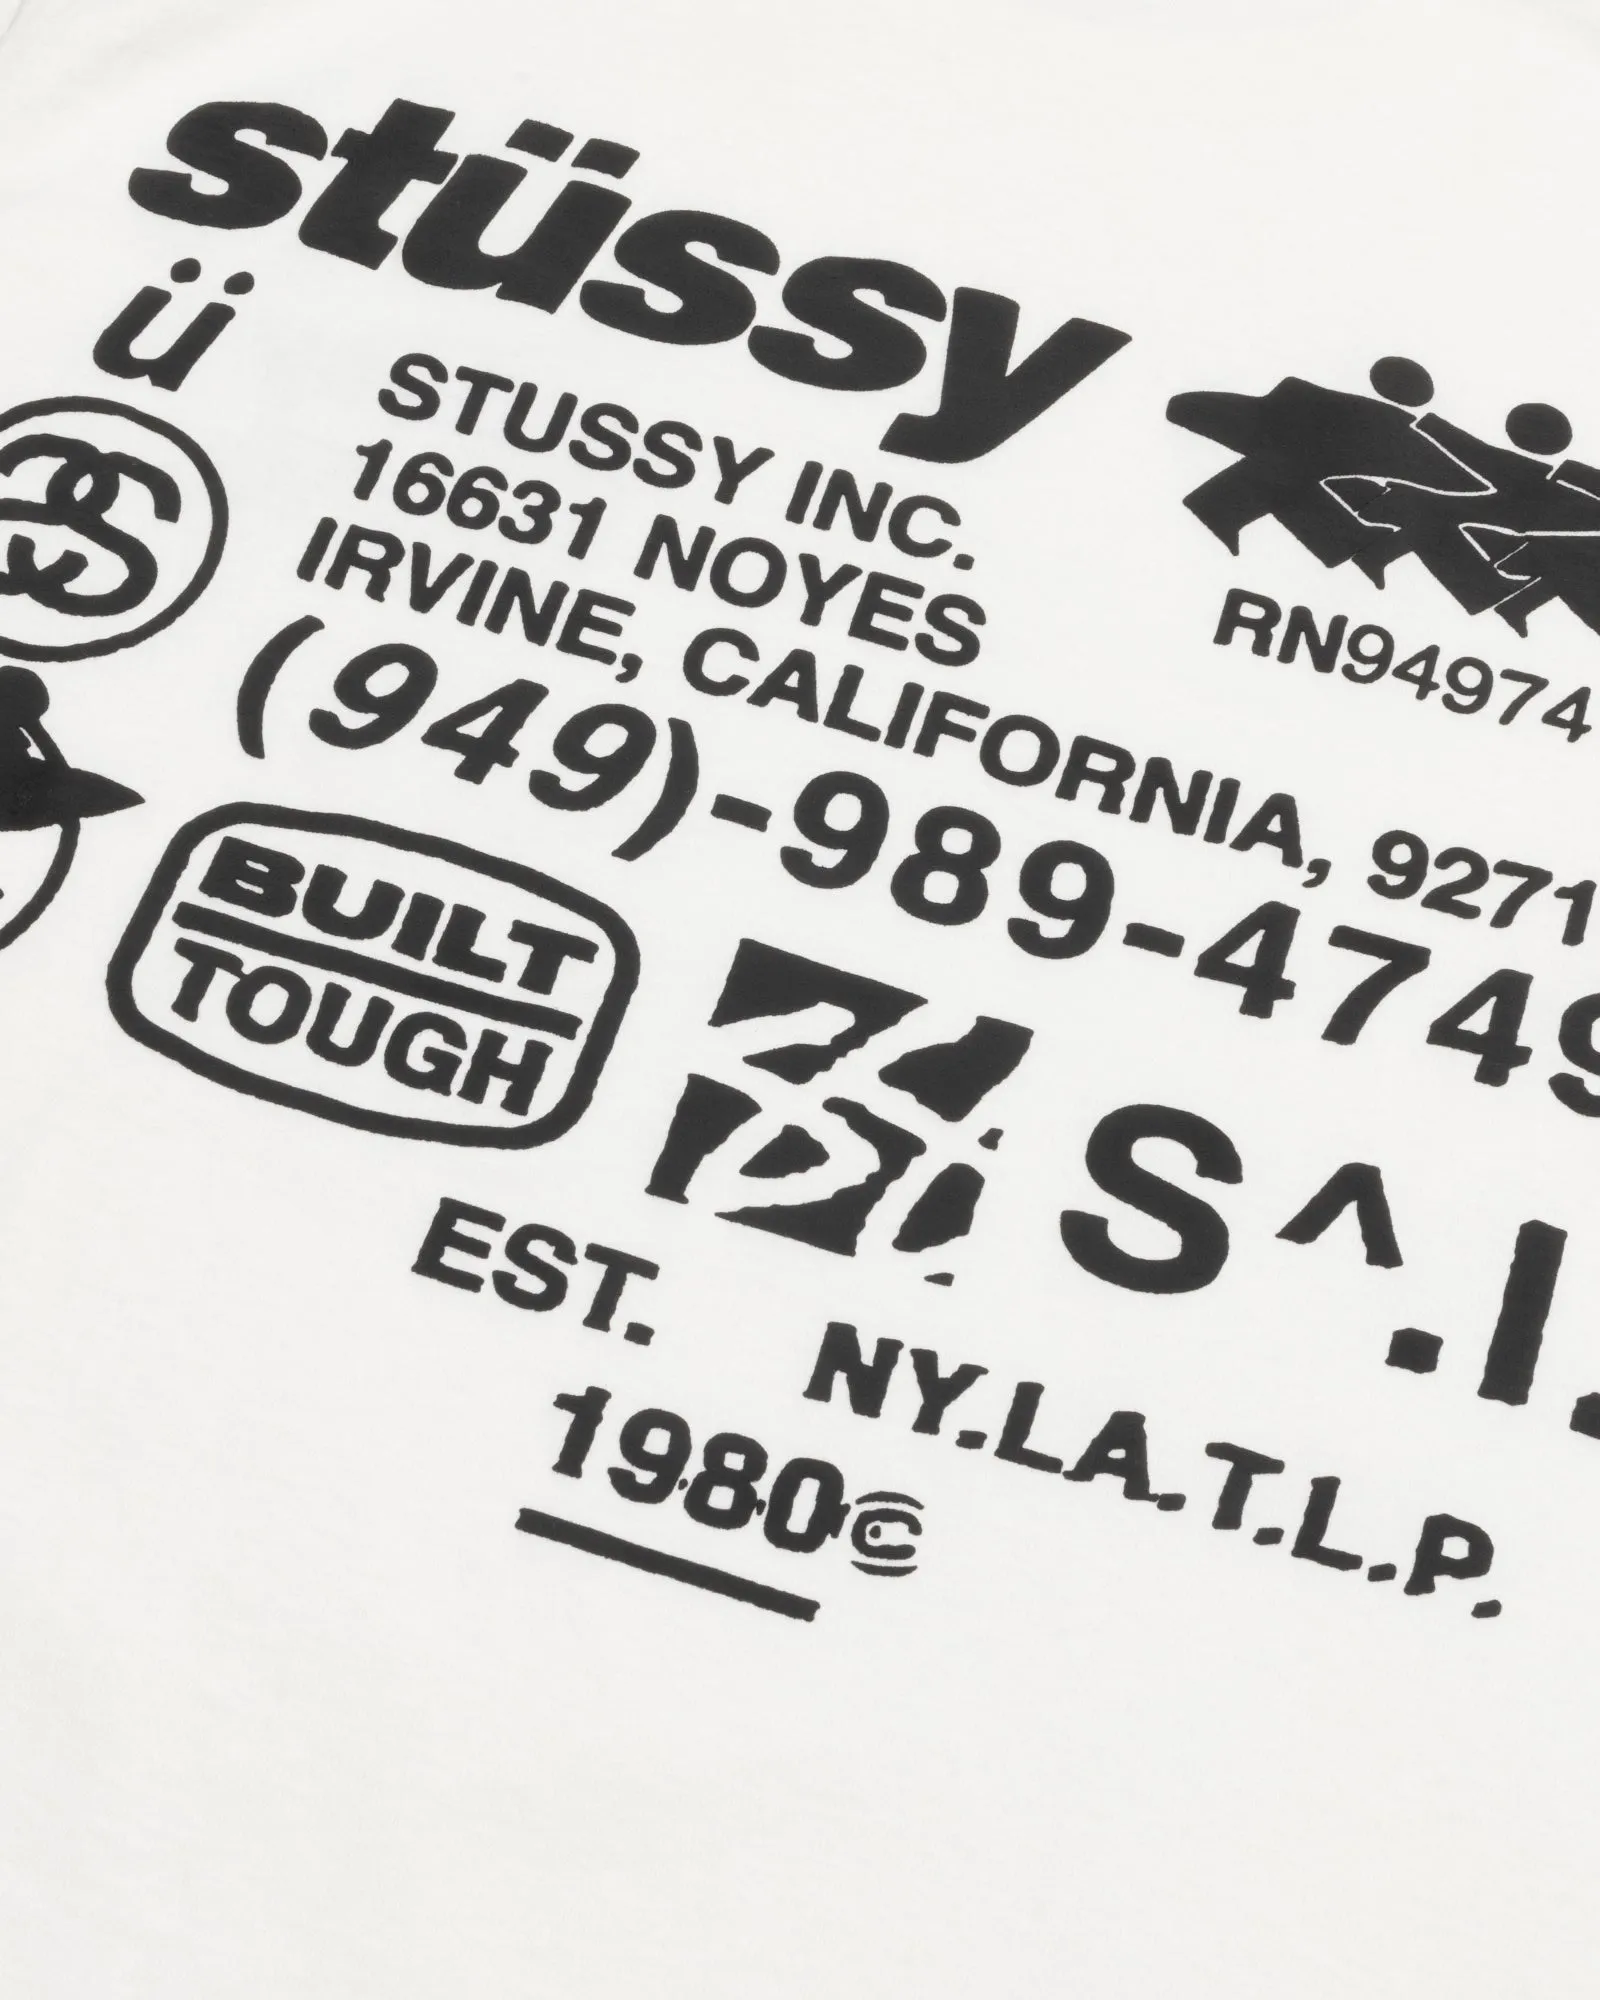 stüssy
ü
STUSSY INC.
16631 NOYES
IRVINE, CALIFORNIA, 9271
(949)-989-4749
RN94974
BUILT
TOUGH
S^.I.
EST.
1980©
NY.LA.T.L.P.